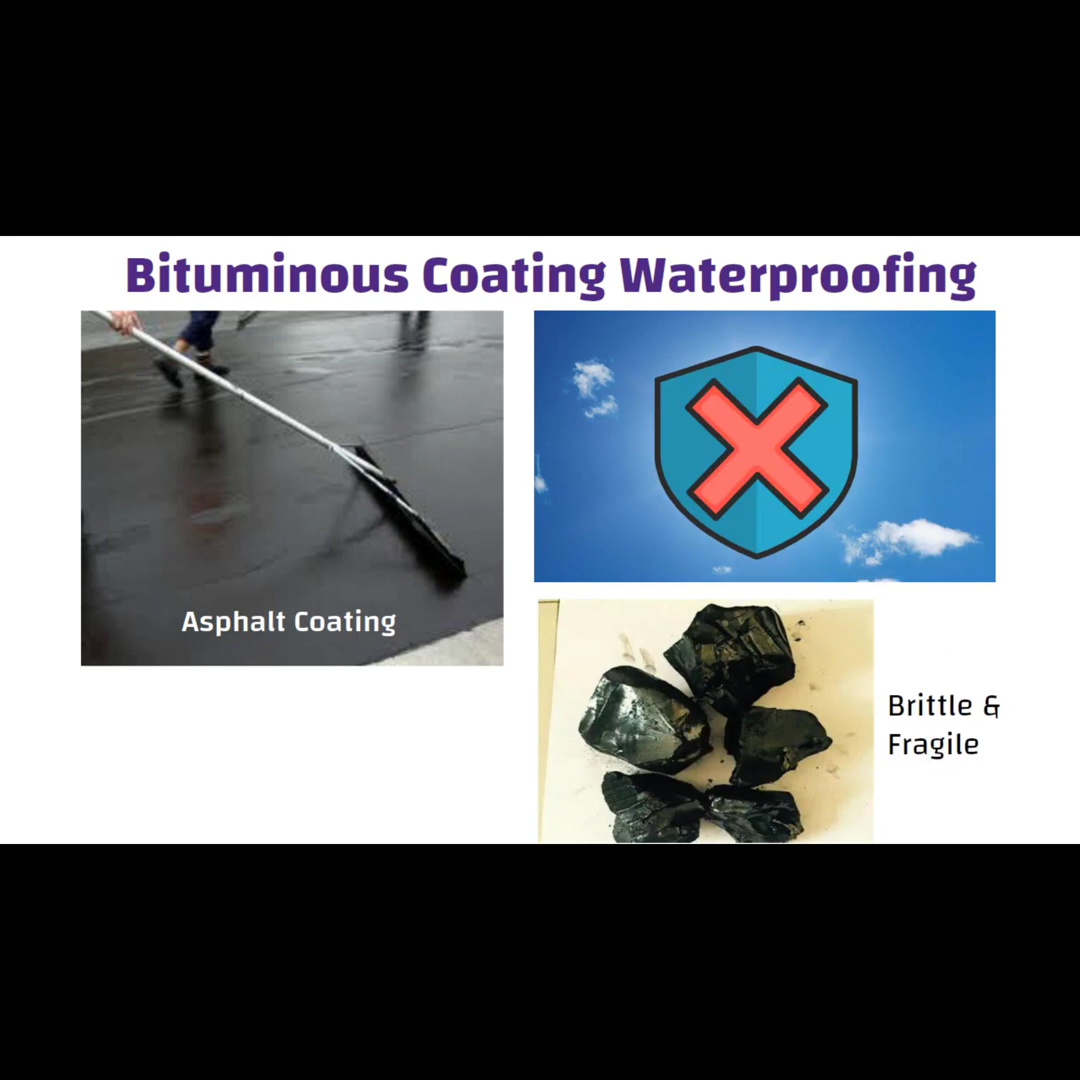 Bituminous Coating Waterproofing
Asphalt Coating
Brittle &
Fragile